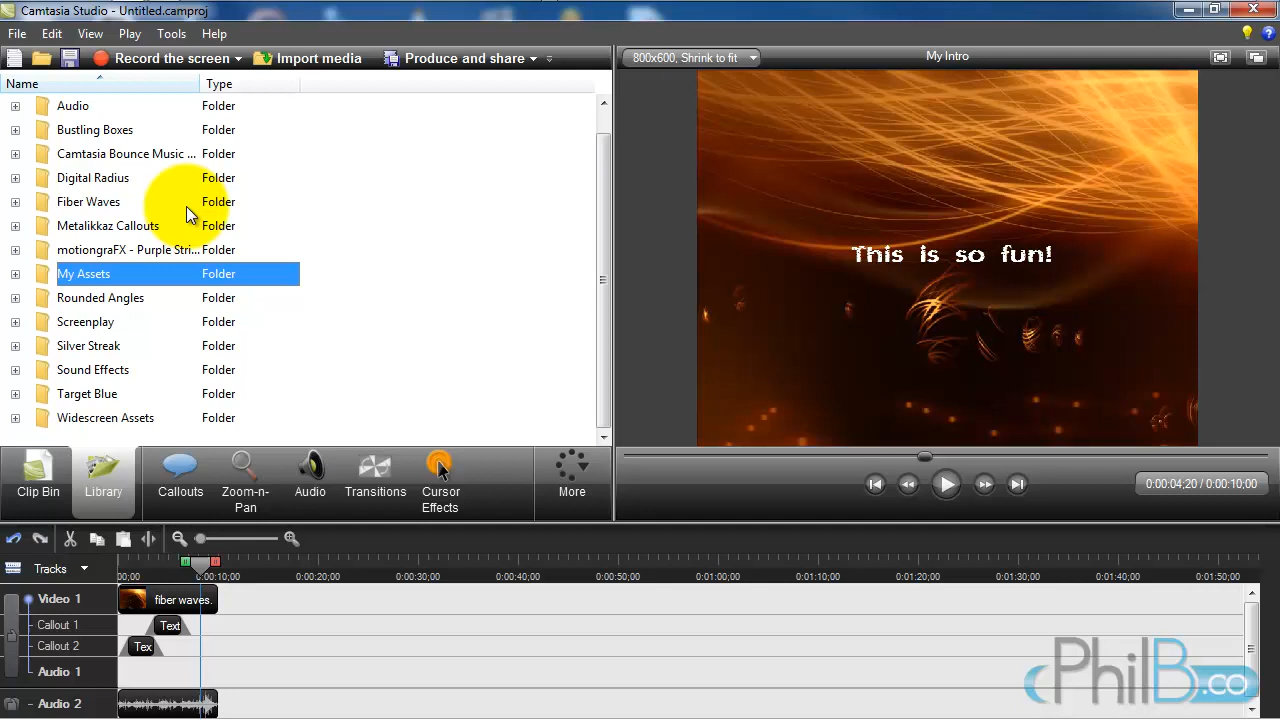 Camtasia Studio - Untitled.camproj
File Edit View Play Tools Help
Record the screen Import media Produce and share
800x600, Shrink to fit
My Intro
Name Type
Audio Folder
Bustling Boxes Folder
Camtasia Bounce Music ... Folder
Digital Radius Folder
Fiber Waves Folder
Metalikkaz Callouts Folder
motiongraFX - Purple Stri... Folder
My Assets Folder
Rounded Angles Folder
Screenplay Folder
Silver Streak Folder
Sound Effects Folder
Target Blue Folder
Widescreen Assets Folder
This is so fun!
Clip Bin Library Callouts Zoom-n-Pan Audio Transitions Cursor Effects More
0:00:04;20 / 0:00:10;00
Tracks
00;00 0:00:10;00 0:00:20;00 0:00:30;00 0:00:40;00 0:00:50;00 0:01:00;00 0:01:10;00 0:01:20;00 0:01:30;00 0:01:40;00 0:01:50;00
Video 1 fiber waves.
Callout 1 Text
Callout 2 Tex
Audio 1
Audio 2
PhilB.co